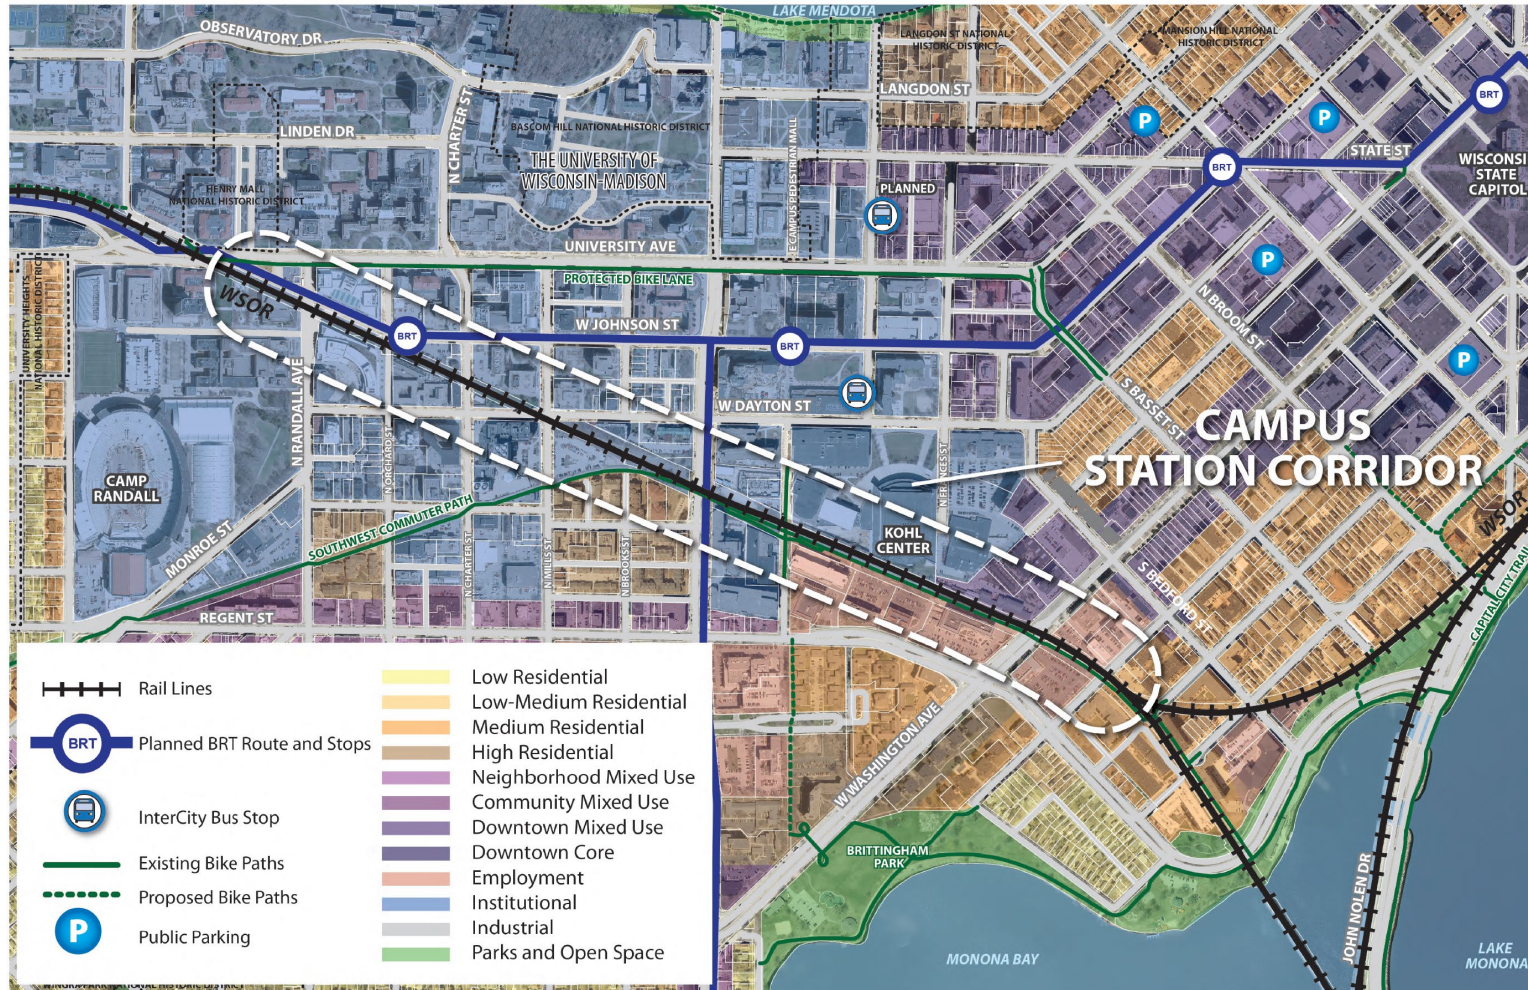 LAKE MENDOTA
OBSERVATORY DR
LANGDON ST NATIONAL
HISTORIC DISTRICT
MANSION HILL NATIONAL
HISTORIC DISTRICT
LANGDON ST
BRT
P
P
LINDEN DR
N CHARTER ST
BASCOM HILL NATIONAL HISTORIC DISTRICT
THE UNIVERSITY OF
WISCONSIN-MADISON
E CAMPUS PEDESTRIAN MALL
STATE ST
BRT
WISCONSI
STATE
CAPITOL
HENRY MALL
NATIONAL HISTORIC DISTRICT
PLANNED
UNIVERSITY AVE
PROTECTED BIKE LANE
P
UNIVERSITY HEIGHTS
NATIONAL HISTORIC DISTRICT
WSOR
W JOHNSON ST
N BROOM ST
BRT
BRT
P
N RANDALL AVE
W DAYTON ST
S BASSET ST
CAMPUS
STATION CORRIDOR
CAMP
RANDALL
N ORCHARD ST
N FRANCES ST
WSOR
SOUTHWEST COMMUTER PATH
MONROE ST
KOHL
CENTER
N CHARTER ST
N MILLS ST
N BROOKS ST
S BEDFORD ST
CAPITAL CITY TRAIL
REGENT ST
Rail Lines
BRT
Planned BRT Route and Stops
InterCity Bus Stop
Existing Bike Paths
Proposed Bike Paths
P
Public Parking
Low Residential
Low-Medium Residential
Medium Residential
High Residential
Neighborhood Mixed Use
Community Mixed Use
Downtown Mixed Use
Downtown Core
Employment
Institutional
Industrial
Parks and Open Space
W WASHINGTON AVE
BRITTINGHAM
PARK
JOHN NOLEN DR
MONONA BAY
LAKE
MONONA